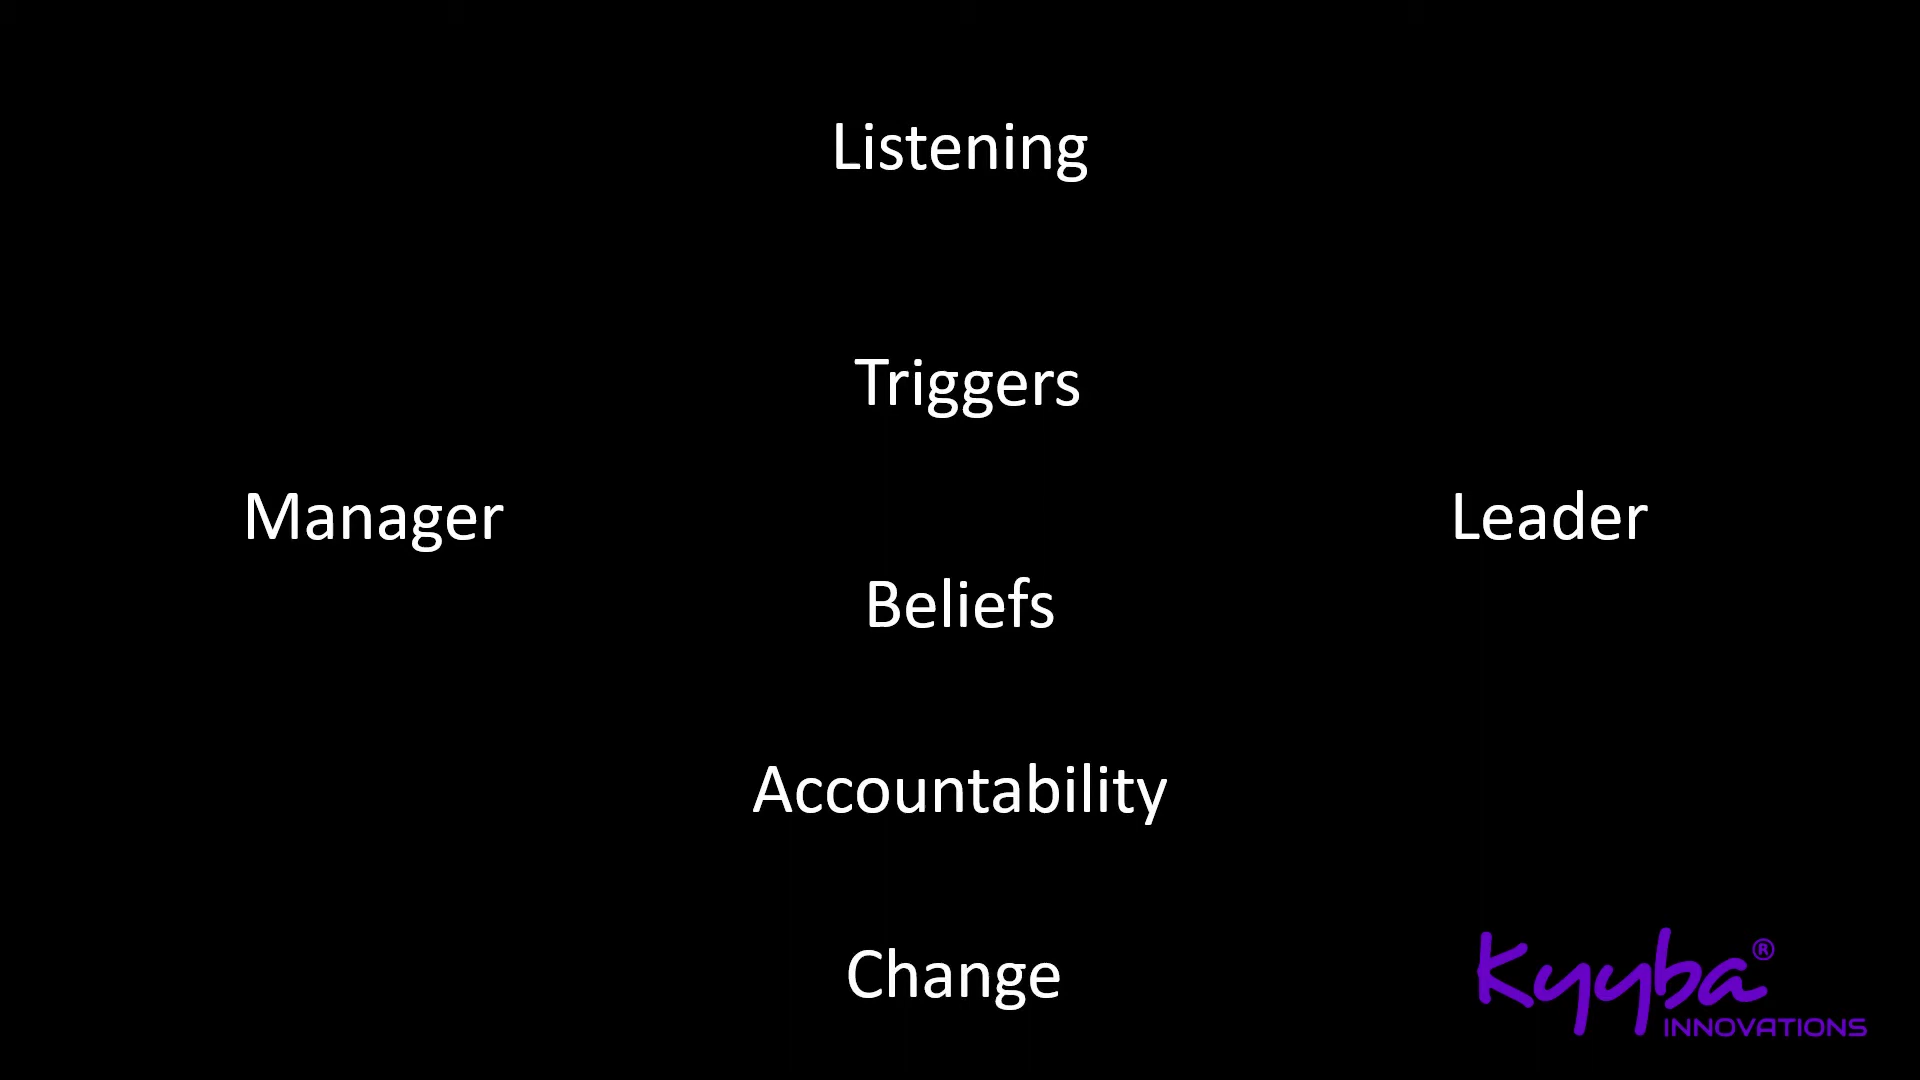 Listening
Triggers
Manager
Leader
Beliefs
Accountability
Change
Kyyba®
INNOVATIONS